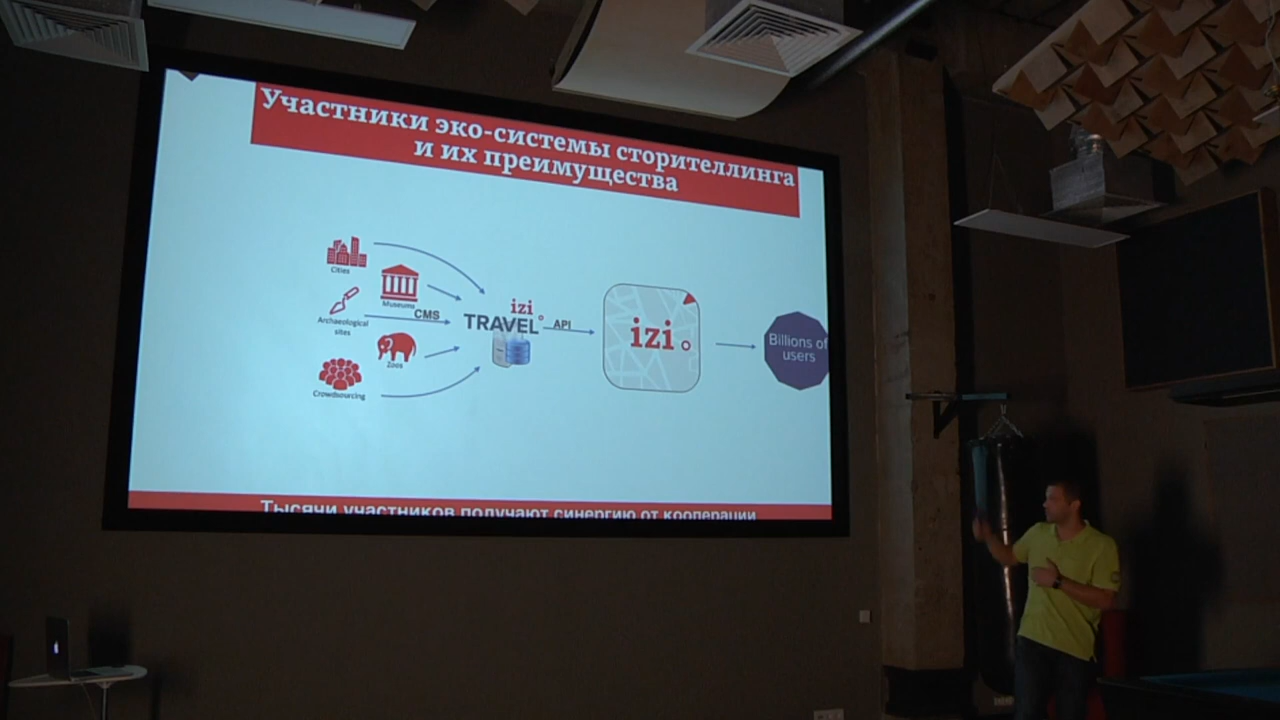 Участники эко-системы сторителлинга
и их преимущества
Cities
Museums
Archaeological
sites
CMS
Zoos
Crowdsourcing
izi
TRAVEL
API
izi
Billions of
users
Тысячи участников получают синергию от кооперации